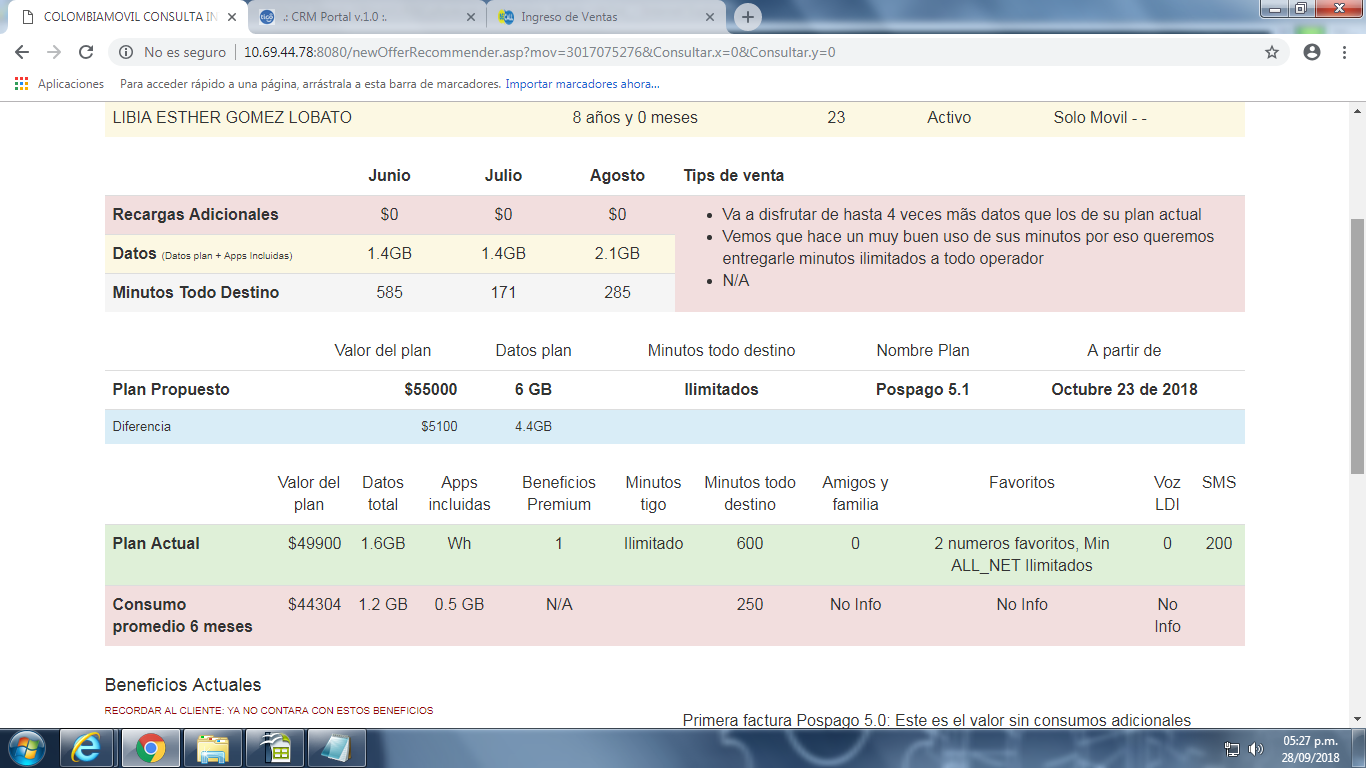 COLOMBIAMOVIL CONSULTA IN
.: CRM Portal v.1.0 :.
Ingreso de Ventas
No es seguro
10.69.44.78:8080/newOfferRecommender.asp?mov=3017075276&Consultar.x=0&Consultar.y=0
Aplicaciones Para acceder rápido a una página, arrástrala a esta barra de marcadores. Importar marcadores ahora...
LIBIA ESTHER GOMEZ LOBATO 8 años y 0 meses 23 Activo Solo Movil - -
Junio Julio Agosto Tips de venta
Recargas Adicionales $0 $0 $0
Datos (Datos plan + Apps Incluidas) 1.4GB 1.4GB 2.1GB
Minutos Todo Destino 585 171 285
Va a disfrutar de hasta 4 veces mãs datos que los de su plan actual
Vemos que hace un muy buen uso de sus minutos por eso queremos
entregarle minutos ilimitados a todo operador
N/A
Valor del plan Datos plan Minutos todo destino Nombre Plan A partir de
Plan Propuesto $55000 6 GB Ilimitados Pospago 5.1 Octubre 23 de 2018
Diferencia $5100 4.4GB
Valor del Datos Apps Beneficios Minutos Minutos todo Amigos y Favoritos Voz SMS
plan total incluidas Premium tigo destino familia LDI
Plan Actual $49900 1.6GB Wh 1 Ilimitado 600 0 2 numeros favoritos, Min 0 200
ALL_NET Ilimitados
Consumo $44304 1.2 GB 0.5 GB N/A 250 No Info No Info No
promedio 6 meses Info
Beneficios Actuales
RECORDAR AL CLIENTE: YA NO CONTARA CON ESTOS BENEFICIOS
Primera factura Pospago 5.0: Este es el valor sin consumos adicionales
05:27 p.m.
28/09/2018